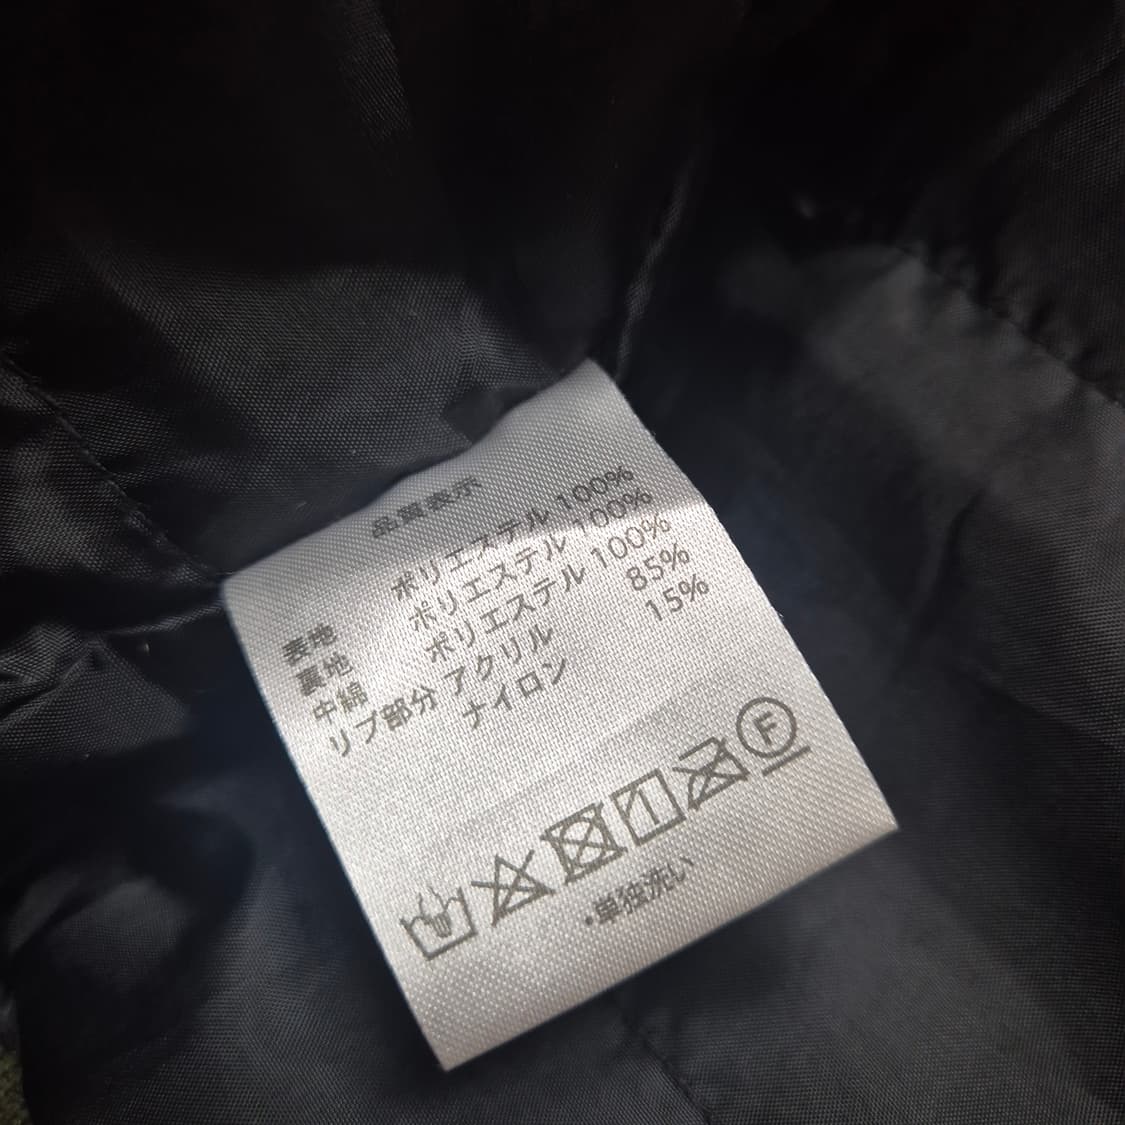 品質表示
表地 ポリエステル 100%
裏地 ポリエステル 100%
中綿 ポリエステル 100%
リブ部分 アクリル 85%
ナイロン 15%
F
・単独洗い